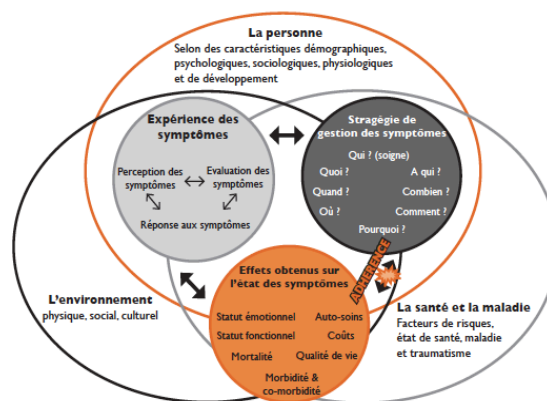 La personne
Selon des caractéristiques démographiques,
psychologiques, sociologiques, physiologiques
et de développement
Expérience des
symptômes
Perception des
symptômes
Evaluation des
symptômes
Réponse aux symptômes
Stragégie de
gestion des symptômes
Qui ? (soigne)
Quoi ?
A qui ?
Quand ?
Combien ?
Où ?
Comment ?
Pourquoi ?
ADHERENCE
Effets obtenus sur
l'état des symptômes
Statut émotionnel
Auto-soins
Statut fonctionnel
Coûts
Mortalité
Qualité de vie
Morbidité &
co-morbidité
L'environnement
physique, social, culturel
La santé et la maladie
Facteurs de risques,
état de santé, maladie
et traumatisme